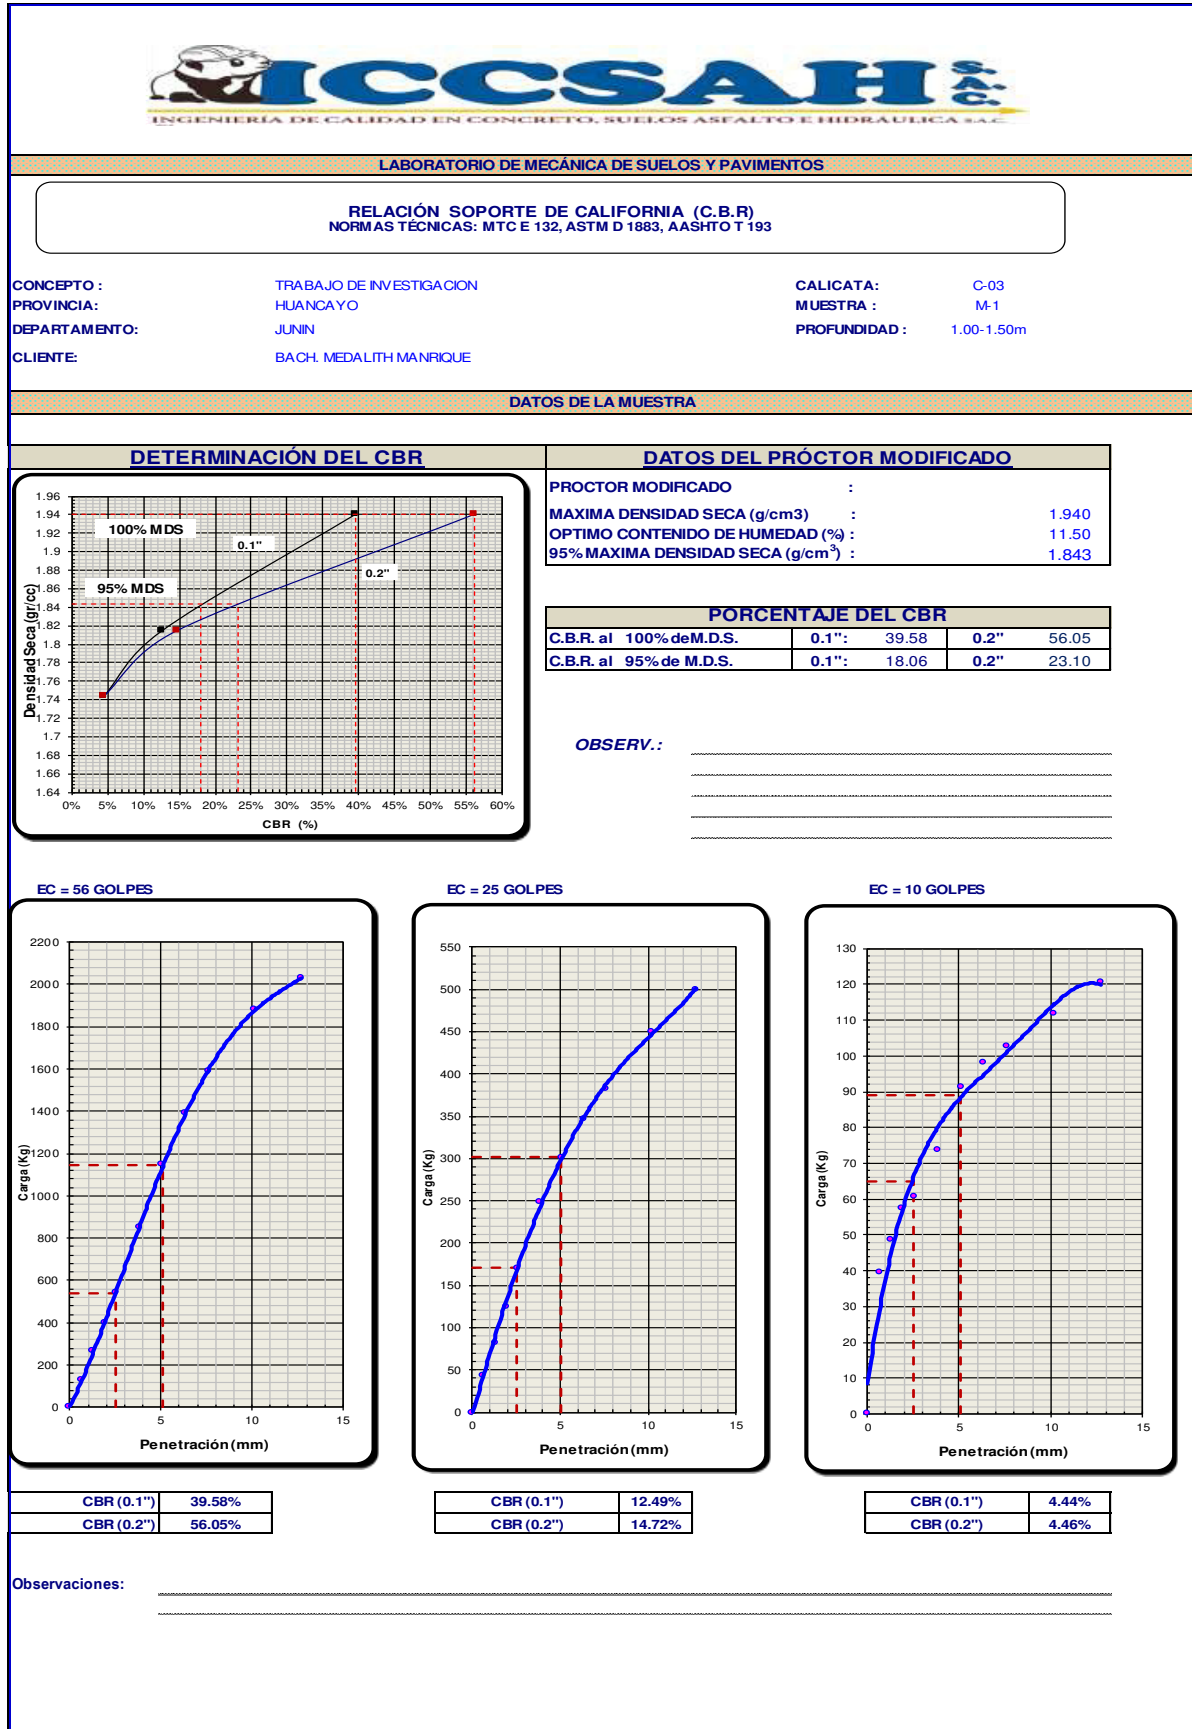 ICCSAH S.A.C.
INGENIERÍA DE CALIDAD EN CONCRETO, SUELOS ASFALTO E HIDRÁULICA S.A.C.
LABORATORIO DE MECÁNICA DE SUELOS Y PAVIMENTOS
RELACIÓN SOPORTE DE CALIFORNIA (C.B.R)
NORMAS TÉCNICAS: MTC E 132, ASTM D 1883, AASHTO T 193
CONCEPTO : TRABAJO DE INVESTIGACION CALICATA: C-03
PROVINCIA: HUANCAYO MUESTRA : M-1
DEPARTAMENTO: JUNIN PROFUNDIDAD : 1.00-1.50m
CLIENTE: BACH. MEDALITH MANRIQUE
DATOS DE LA MUESTRA
DETERMINACIÓN DEL CBR
1.96
1.94
1.92
1.9
1.88
1.86
1.84
1.82
1.8
1.78
1.76
1.74
1.72
1.7
1.68
1.66
1.64
Densidad Seca (gr/cc)
100% MDS
95% MDS
0.1"
0.2"
0% 5% 10% 15% 20% 25% 30% 35% 40% 45% 50% 55% 60%
CBR (%)
DATOS DEL PRÓCTOR MODIFICADO
PROCTOR MODIFICADO :
MAXIMA DENSIDAD SECA (g/cm3) : 1.940
OPTIMO CONTENIDO DE HUMEDAD (%) : 11.50
95% MAXIMA DENSIDAD SECA (g/cm3) : 1.843
PORCENTAJE DEL CBR
C.B.R. al 100% de M.D.S. 0.1": 39.58 0.2" 56.05
C.B.R. al 95% de M.D.S. 0.1": 18.06 0.2" 23.10
OBSERV.:
EC = 56 GOLPES
2200
2000
1800
1600
1400
1200
1000
800
600
400
200
0
Carga (Kg)
0 5 10 15
Penetración (mm)
CBR (0.1") 39.58%
CBR (0.2") 56.05%
EC = 25 GOLPES
550
500
450
400
350
300
250
200
150
100
50
0
Carga (Kg)
0 5 10 15
Penetración (mm)
CBR (0.1") 12.49%
CBR (0.2") 14.72%
EC = 10 GOLPES
130
120
110
100
90
80
70
60
50
40
30
20
10
0
Carga (Kg)
0 5 10 15
Penetración (mm)
CBR (0.1") 4.44%
CBR (0.2") 4.46%
Observaciones: